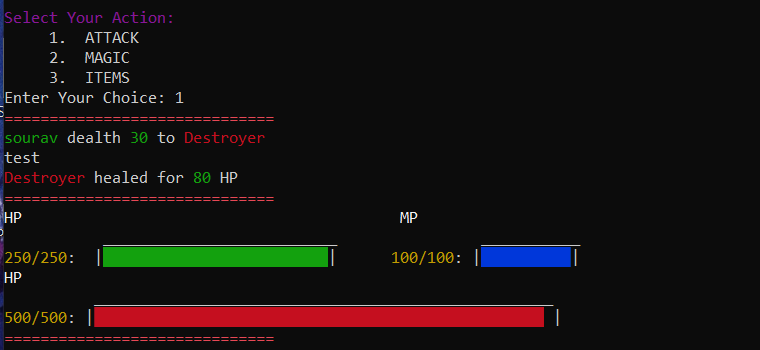 Select Your Action:
1. ATTACK
2. MAGIC
3. ITEMS
Enter Your Choice: 1
==============================
sourav dealth 30 to Destroyer
test
Destroyer healed for 80 HP
==============================
HP MP
250/250: | | 100/100: | |
HP
500/500: | |
==============================